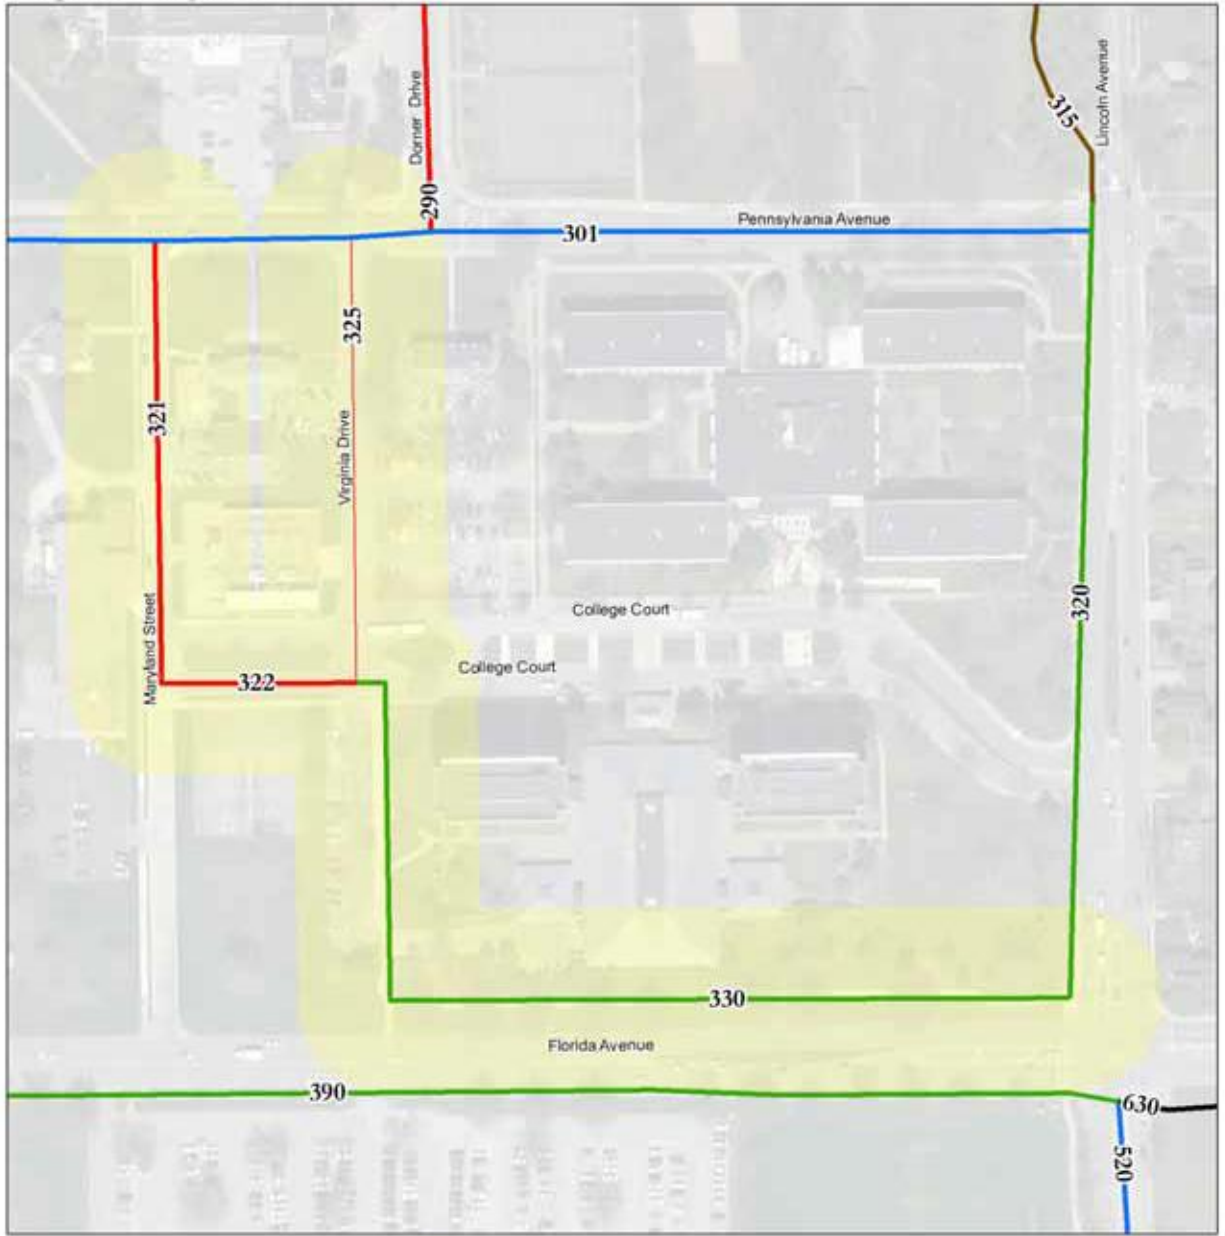 315
Lincoln Avenue
Dorner Drive
290
Pennsylvania Avenue
301
325
321
Virginia Drive
320
College Court
Maryland Street
College Court
322
330
Florida Avenue
390
630
520